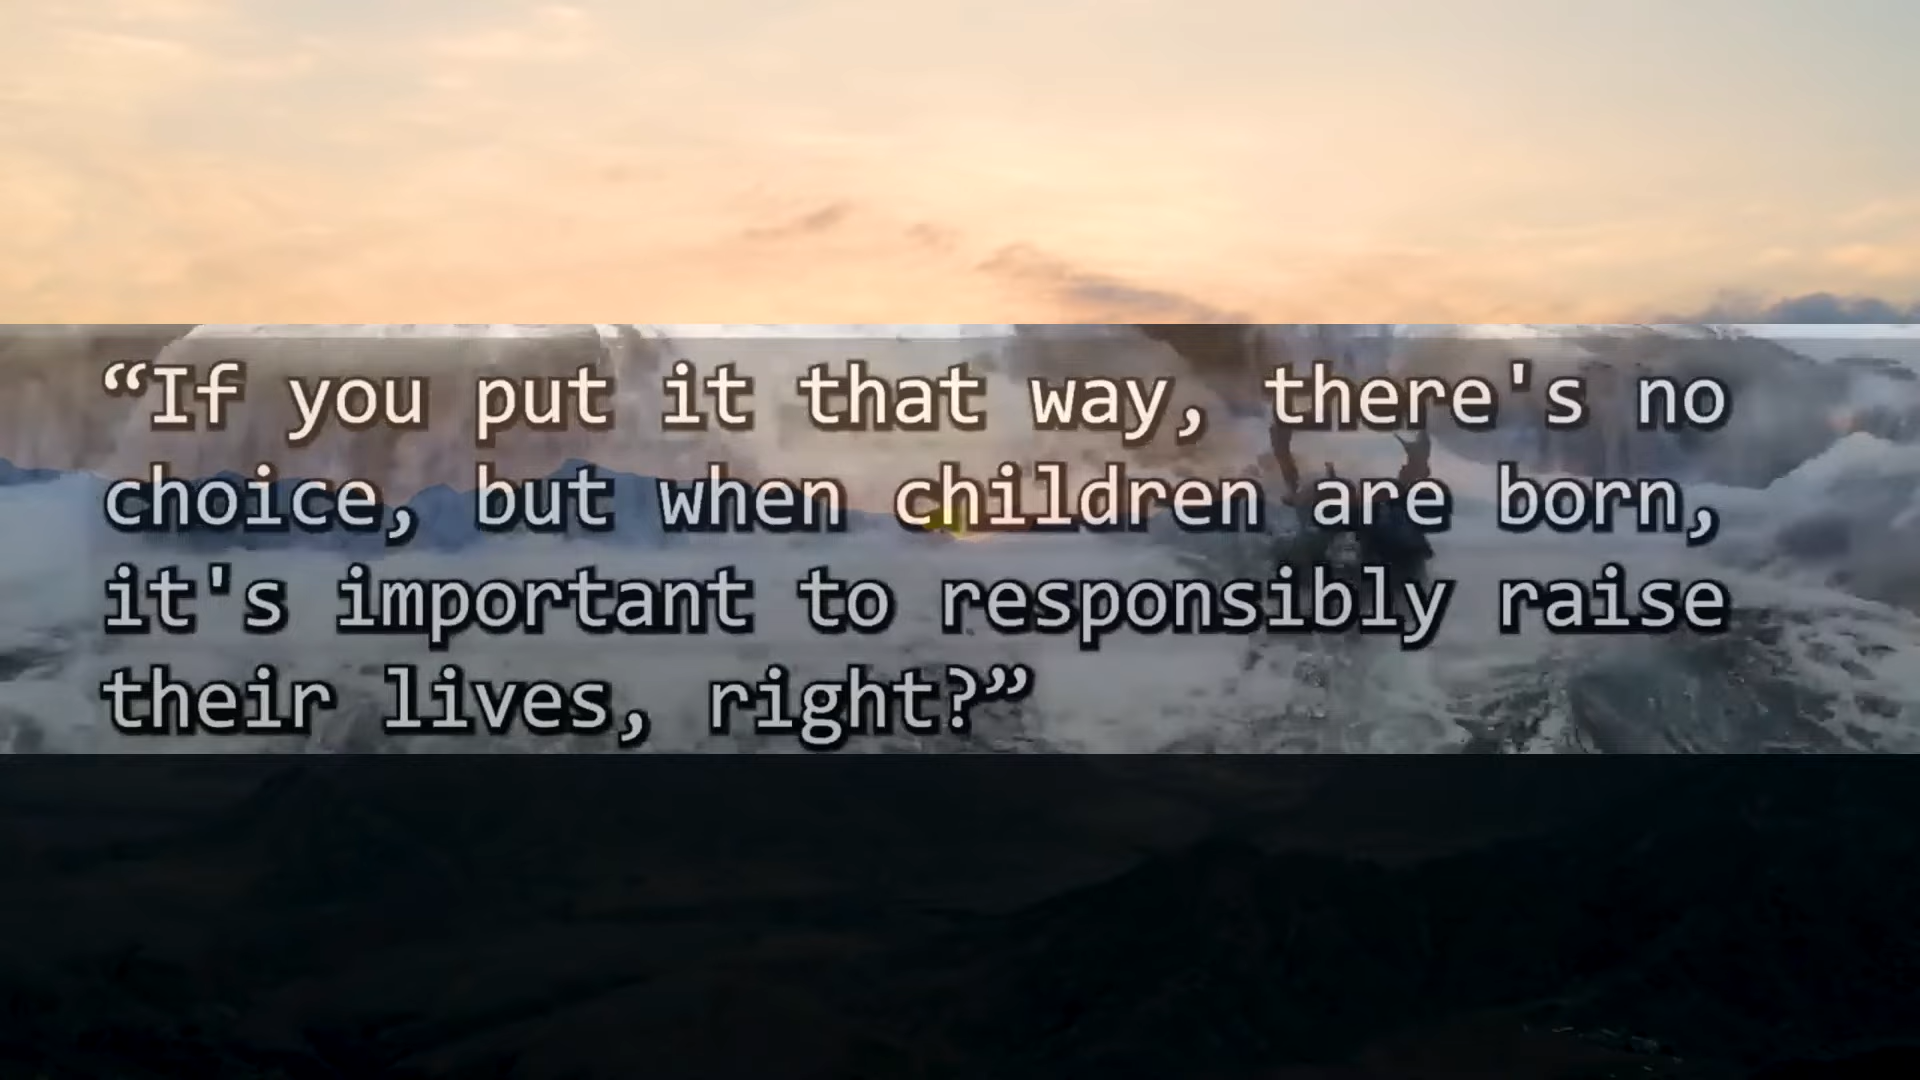 “If you put it that way, there's no
choice, but when children are born,
it's important to responsibly raise
their lives, right?”